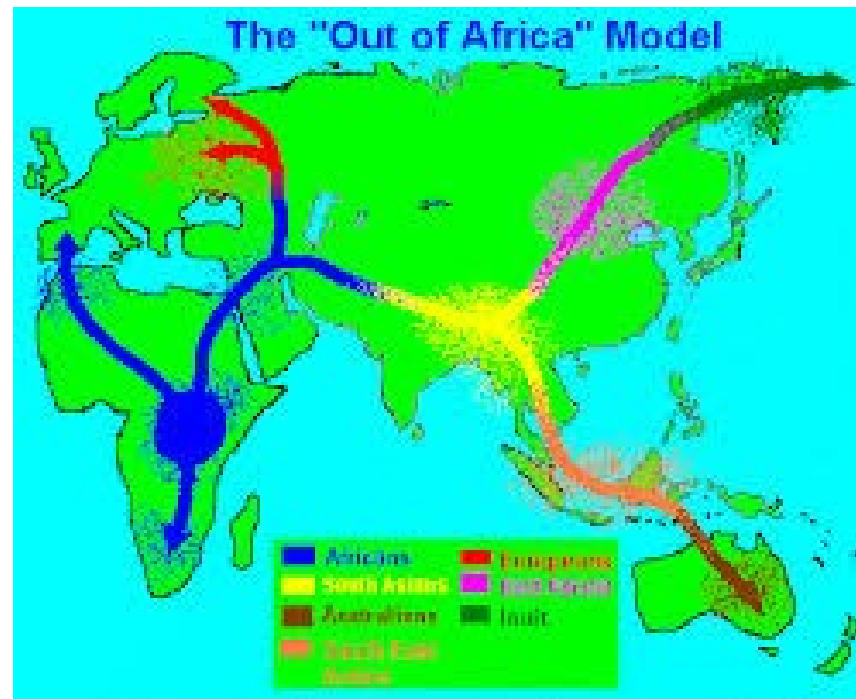 The "Out of Africa" Model
Africans
Europeans
South Asians
East Asians
Australians
Inuit
South East
Asians